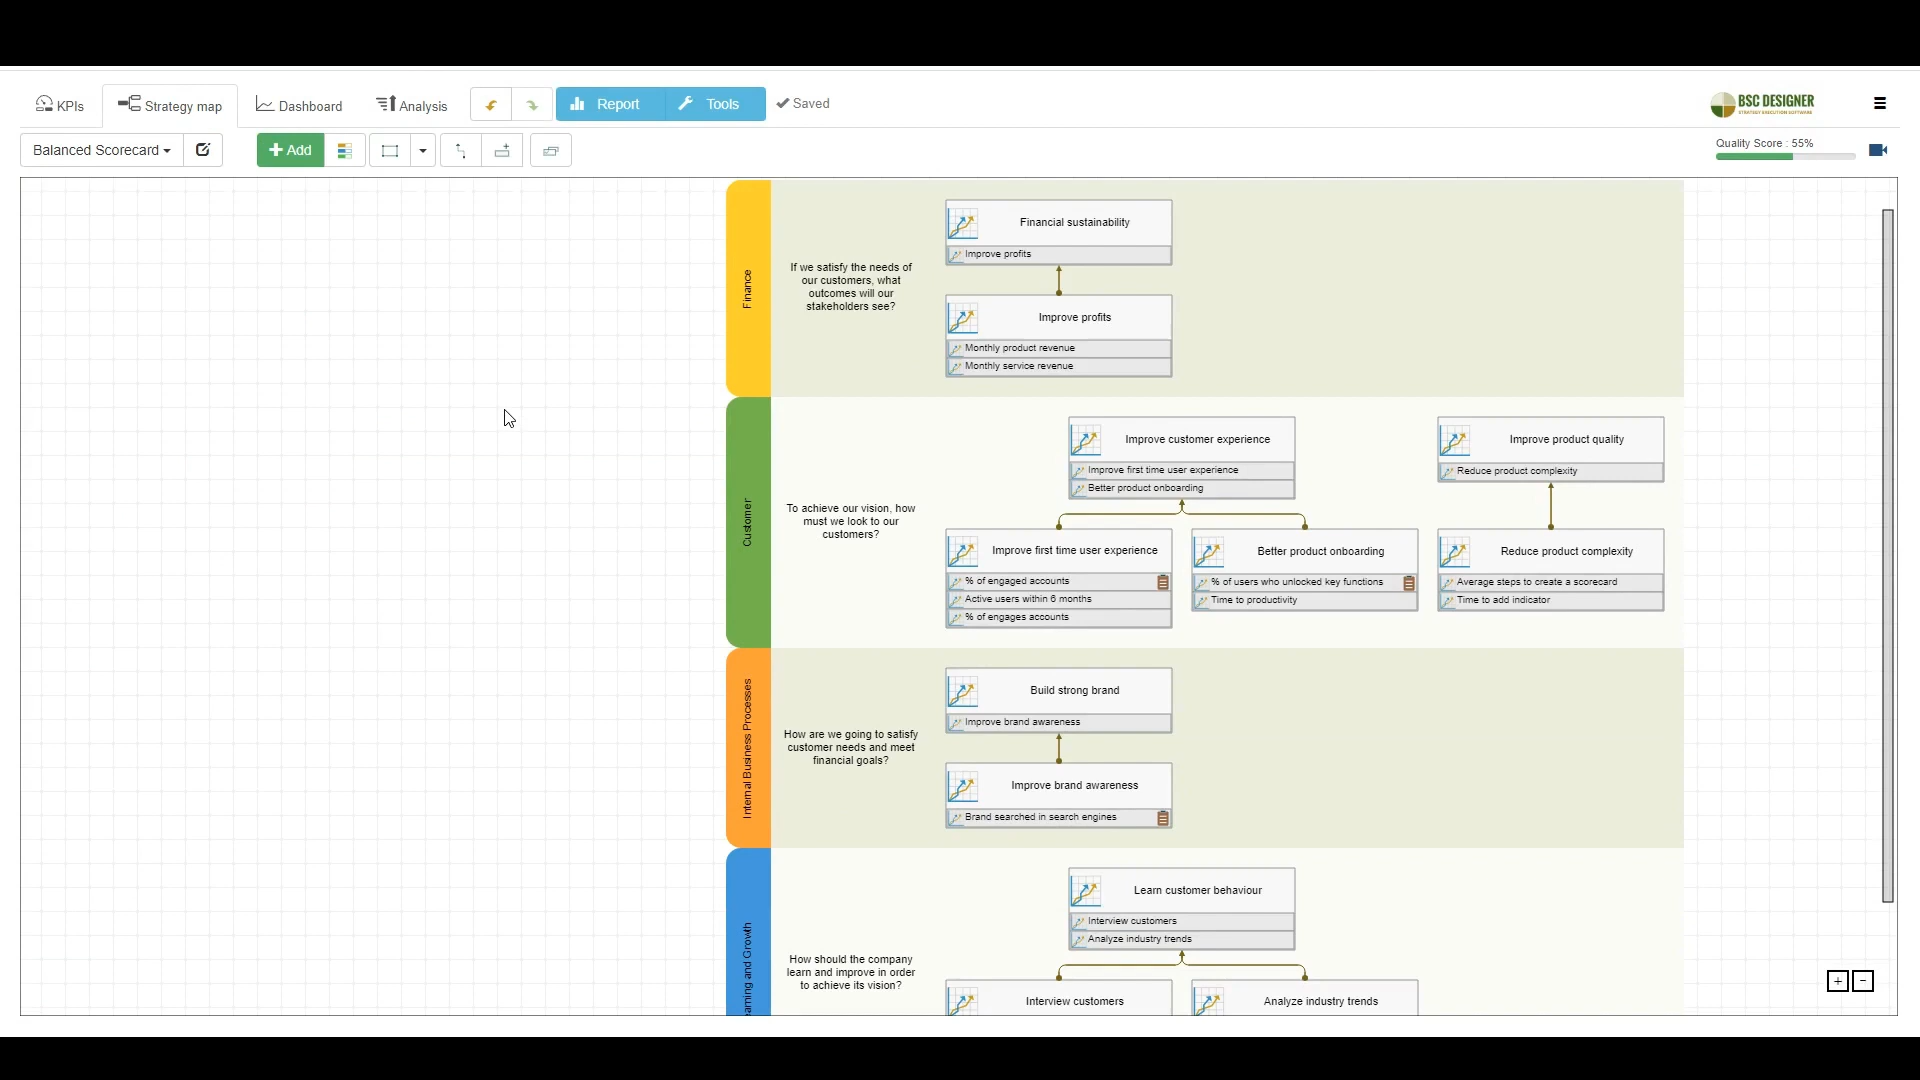 KPIs
Strategy map
Dashboard
Analysis
Report
Tools
Saved
BSC DESIGNER
STRATEGY EXECUTION SOFTWARE
Balanced Scorecard
Add
Quality Score : 55%
Finance
If we satisfy the needs of
our customers, what
outcomes will our
stakeholders see?
Financial sustainability
Improve profits
Improve profits
Monthly product revenue
Monthly service revenue
Customer
To achieve our vision, how
must we look to our
customers?
Improve customer experience
Improve first time user experience
Better product onboarding
Improve product quality
Reduce product complexity
Improve first time user experience
% of engaged accounts
Active users within 6 months
% of engages accounts
Better product onboarding
% of users who unlocked key functions
Time to productivity
Reduce product complexity
Average steps to create a scorecard
Time to add indicator
Internal Business Processes
How are we going to satisfy
customer needs and meet
financial goals?
Build strong brand
Improve brand awareness
Improve brand awareness
Brand searched in search engines
arning and Growth
How should the company
learn and improve in order
to achieve its vision?
Learn customer behaviour
Interview customers
Analyze industry trends
Interview customers
Analyze industry trends